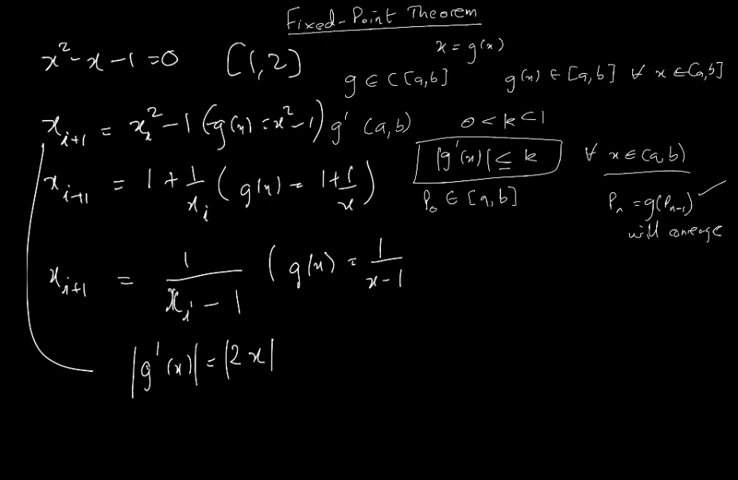 Fixed-Point Theorem
x² - x - 1 = 0 [1, 2] x = g(x)
g ∈ C[a,b] g(x) ∈ [a,b] ∀ x ∈ [a,b]
x_{i+1} = x_i² - 1 (g(x) = x² - 1) g' (a,b) 0 < k < 1
|g'(x)| ≤ k ∀ x ∈ (a,b)
x_{i+1} = 1 + 1/x_i (g(x) = 1 + 1/x) P_0 ∈ [a,b] P_n = g(P_{n-1})
will converge
x_{i+1} = 1/(x_i - 1) (g(x) = 1/(x - 1)
|g'(x)| = |2x|